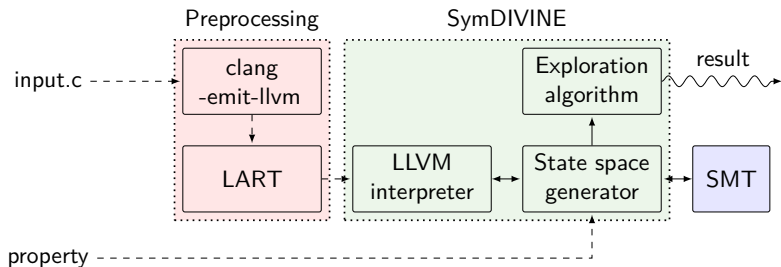 Preprocessing
SymDIVINE
input.c
clang
-emit-llvm
Exploration
algorithm
result
LART
LLVM
interpreter
State space
generator
SMT
property